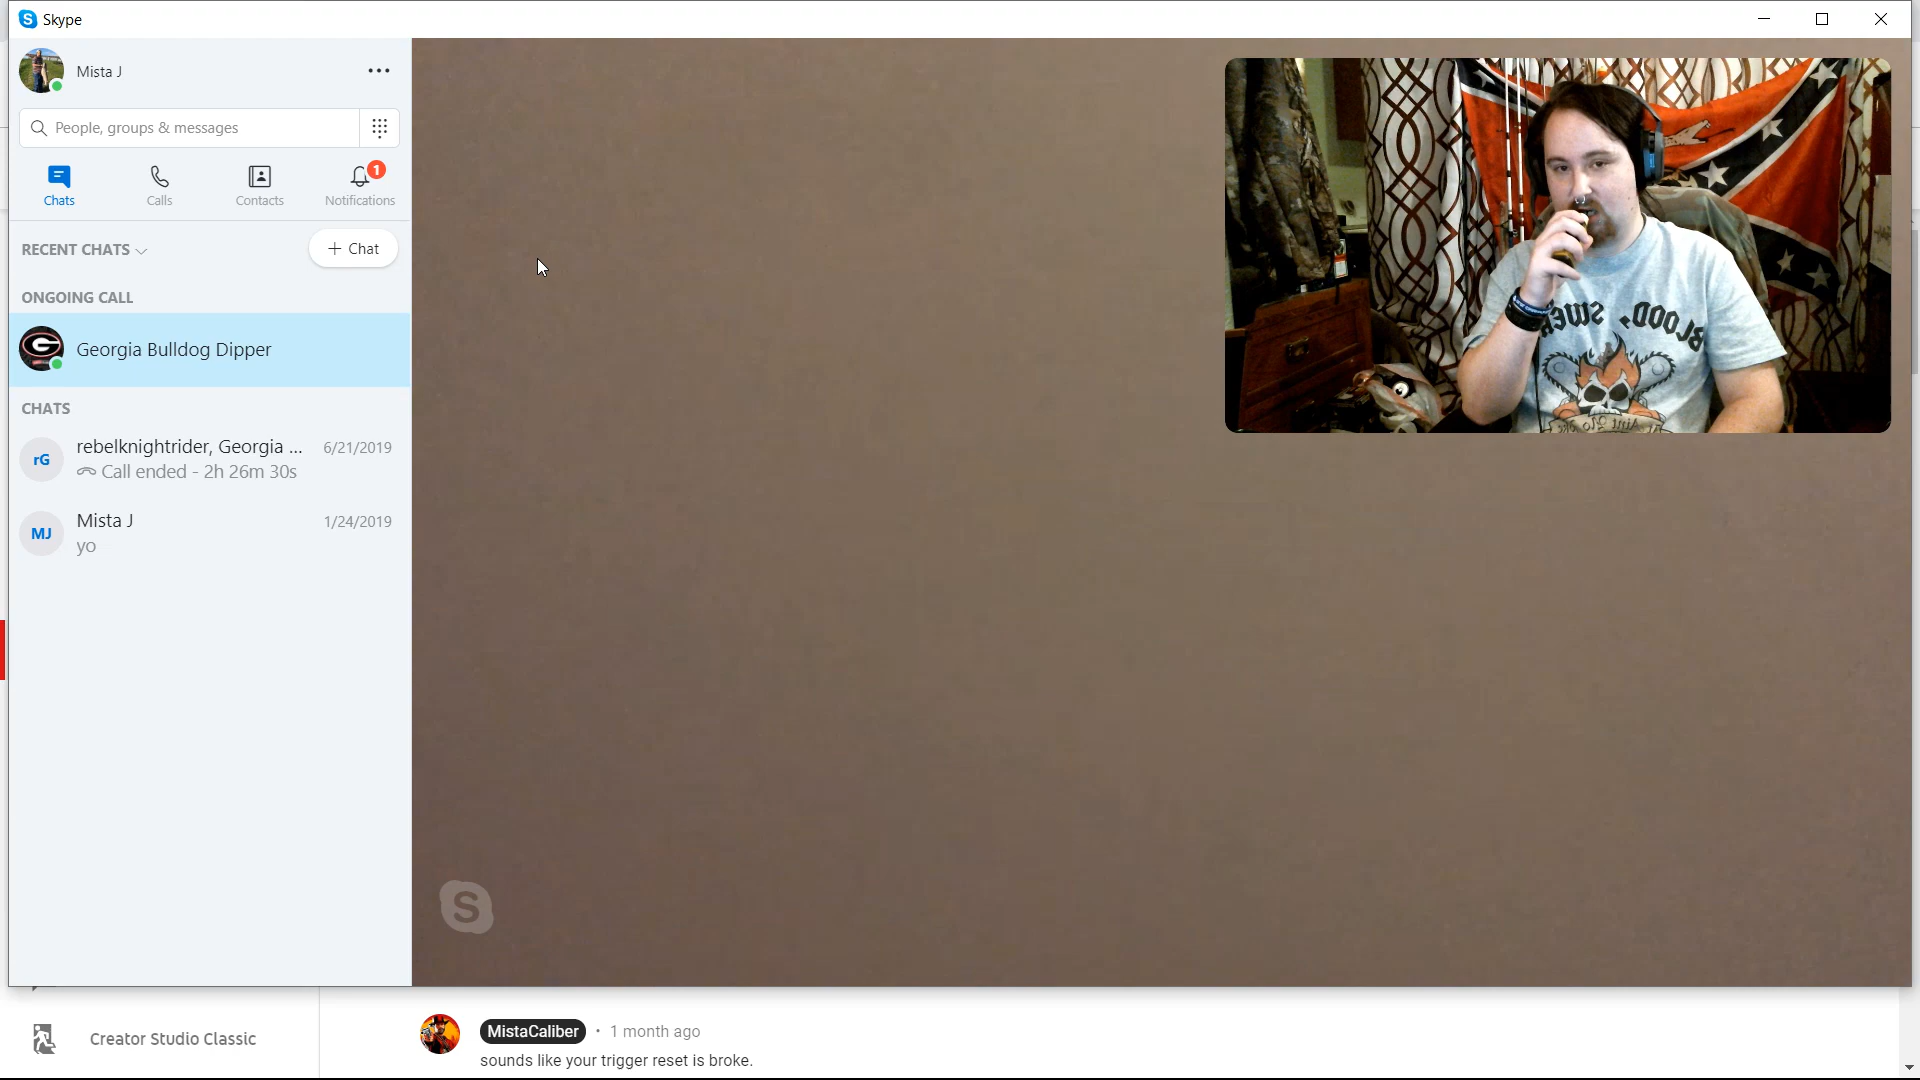 Skype
Mista J
People, groups & messages
Chats
Calls
Contacts
1
Notifications
RECENT CHATS
+ Chat
ONGOING CALL
Georgia Bulldog Dipper
CHATS
rG
rebelknightrider, Georgia ...
6/21/2019
Call ended - 2h 26m 30s
MJ
Mista J
1/24/2019
yo
BLOOD, SWE
Creator Studio Classic
MistaCaliber · 1 month ago
sounds like your trigger reset is broke.